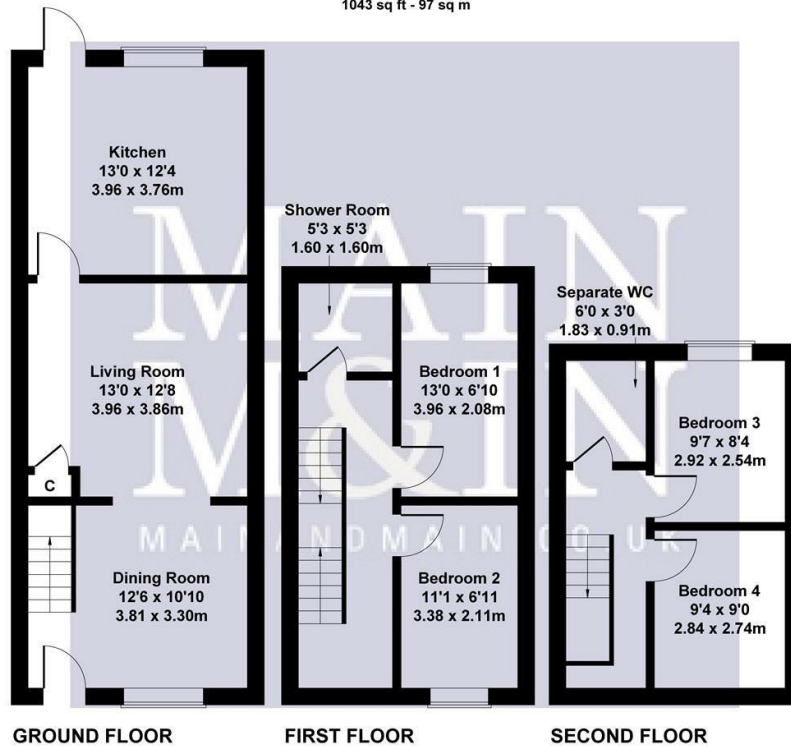 1043 sq ft - 97 sq m
Kitchen
13'0 x 12'4
3.96 x 3.76m
Living Room
13'0 x 12'8
3.96 x 3.86m
C
Dining Room
12'6 x 10'10
3.81 x 3.30m
GROUND FLOOR
Shower Room
5'3 x 5'3
1.60 x 1.60m
Bedroom 1
13'0 x 6'10
3.96 x 2.08m
Bedroom 2
11'1 x 6'11
3.38 x 2.11m
FIRST FLOOR
Separate WC
6'0 x 3'0
1.83 x 0.91m
Bedroom 3
9'7 x 8'4
2.92 x 2.54m
Bedroom 4
9'4 x 9'0
2.84 x 2.74m
SECOND FLOOR
MAIN
M&IN
MAINANDMAIN CO UK